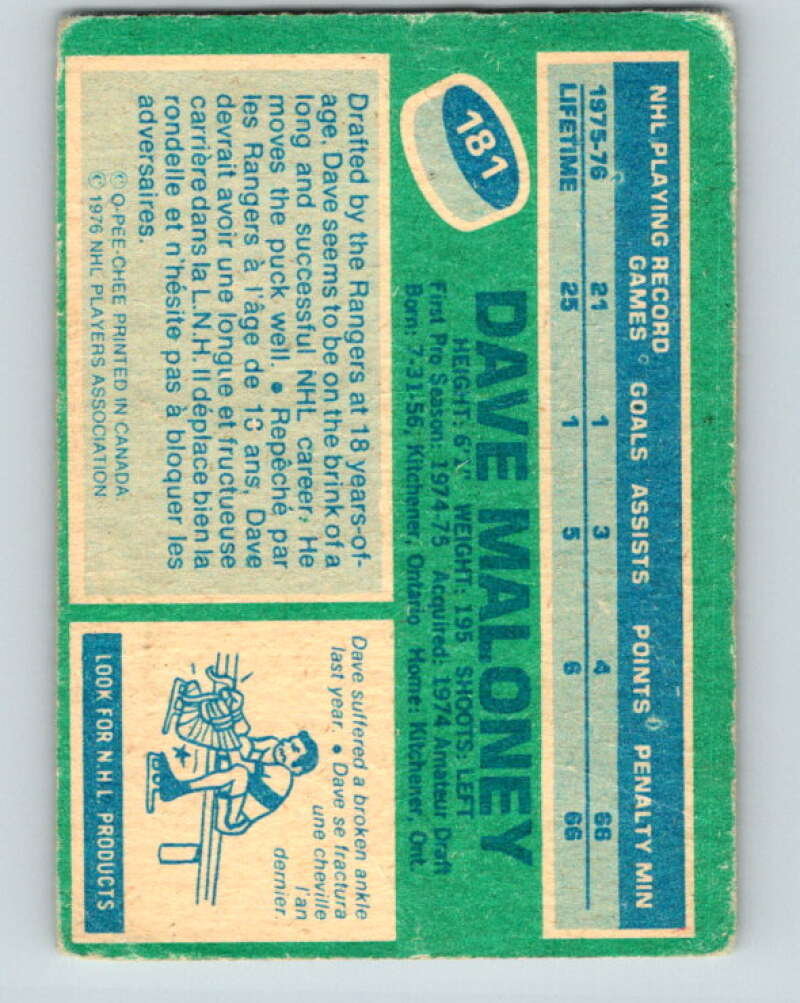 NHL PLAYING RECORD
GAMES GOALS ASSISTS POINTS PENALTY MIN
1975-76 21 1 3 4 66
LIFETIME 25 1 5 6 66
181
DAVE MALONEY
HEIGHT: 6'1" WEIGHT: 195 SHOOTS: LEFT
First Pro Season: 1974-75 Acquired: 1974 Amateur Draft
Born: 7-31-56, Kitchener, Ontario Home: Kitchener, Ont.
Drafted by the Rangers at 18 years-of-
age, Dave seems to be on the brink of a
long and successful NHL career. He
moves the puck well. • Repêché par
les Rangers à l'âge de 18 ans, Dave
devrait avoir une longue et fructueuse
carrière dans la L.N.H. Il déplace bien la
rondelle et n'hésite pas à bloquer les
adversaires.
© O-PEE-CHEE PRINTED IN CANADA.
© 1976 NHL PLAYERS ASSOCIATION
Dave suffered a broken ankle
last year. • Dave se fractura
une cheville
l'an
dernier.
LOOK FOR N.H.L. PRODUCTS